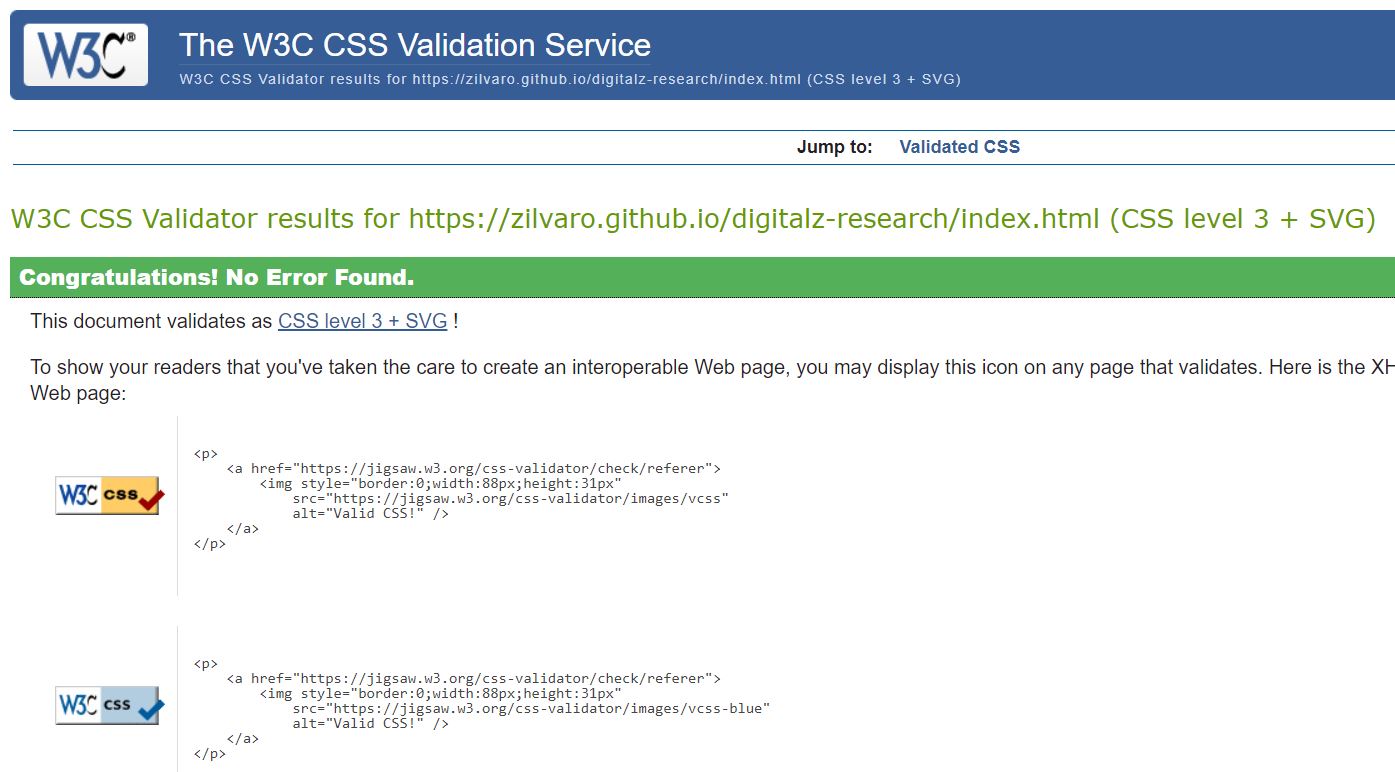 W3C®
The W3C CSS Validation Service
W3C CSS Validator results for https://zilvaro.github.io/digitalz-research/index.html (CSS level 3 + SVG)
Jump to: Validated CSS
W3C CSS Validator results for https://zilvaro.github.io/digitalz-research/index.html (CSS level 3 + SVG)
Congratulations! No Error Found.
This document validates as CSS level 3 + SVG !
To show your readers that you've taken the care to create an interoperable Web page, you may display this icon on any page that validates. Here is the XH
Web page:
W3C css
<p>
<a href="https://jigsaw.w3.org/css-validator/check/referer">
<img style="border:0;width:88px;height:31px"
src="https://jigsaw.w3.org/css-validator/images/vcss"
alt="Valid CSS!" />
</a>
</p>
W3C css
<p>
<a href="https://jigsaw.w3.org/css-validator/check/referer">
<img style="border:0;width:88px;height:31px"
src="https://jigsaw.w3.org/css-validator/images/vcss-blue"
alt="Valid CSS!" />
</a>
</p>